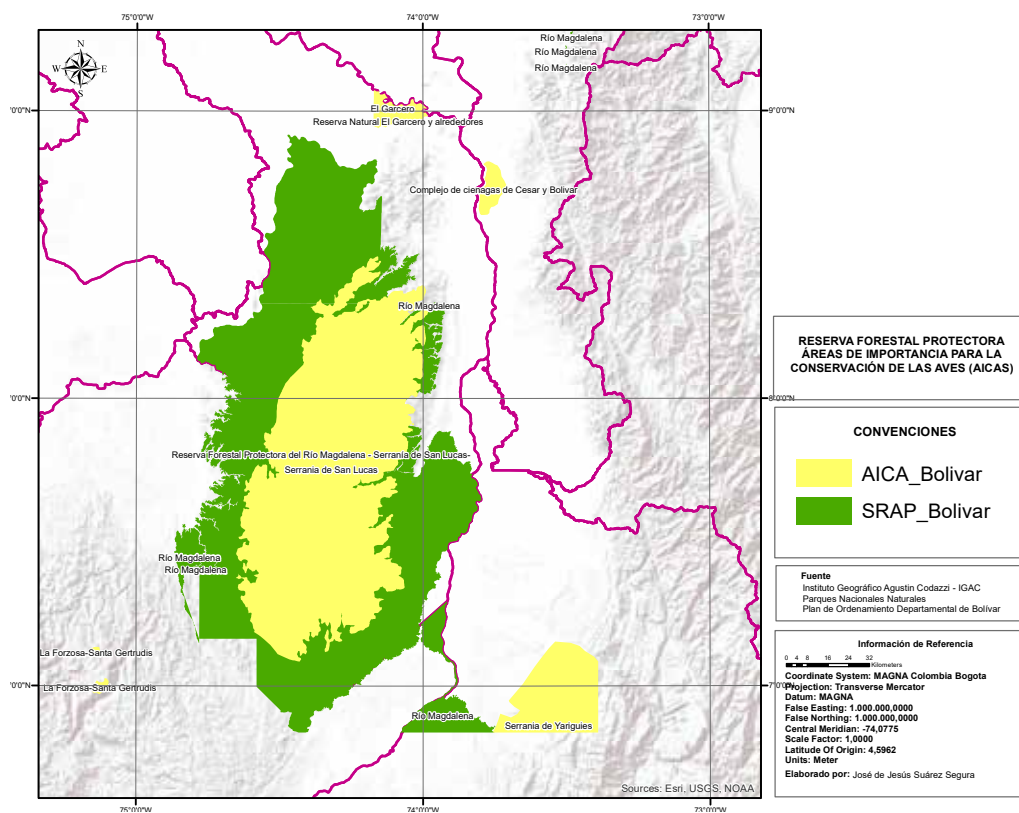 75°0'0"W
74°0'0"W
73°0'0"W
N
W
E
S
Río Magdalena
Río Magdalena
Río Magdalena
El Garcero
Reserva Natural El Garcero y alrededores
'0'0"N
9°0'0"N
Complejo de cienagas de Cesar y Bolivar
Río Magdalena
'0'0"N
8°0'0"N
Reserva Forestal Protectora del Río Magdalena - Serranía de San Lucas-
Serrania de San Lucas
Río Magdalena
Río Magdalena
La Forzosa-Santa Gertrudis
La Forzosa-Santa Gertrudis
'0'0"N
7°0'0"N
Río Magdalena
Serrania de Yariguies
Sources: Esri, USGS, NOAA
75°0'0"W
74°0'0"W
73°0'0"W
RESERVA FORESTAL PROTECTORA
ÁREAS DE IMPORTANCIA PARA LA
CONSERVACIÓN DE LAS AVES (AICAS)
CONVENCIONES
AICA_Bolivar
SRAP_Bolivar
Fuente
Instituto Geográfico Agustin Codazzi - IGAC
Parques Nacionales Naturales
Plan de Ordenamiento Departamental de Bolívar
Información de Referencia
0 4 8 16 24 32
Kilometers
Coordinate System: MAGNA Colombia Bogota
Projection: Transverse Mercator
Datum: MAGNA
False Easting: 1.000.000,0000
False Northing: 1.000.000,0000
Central Meridian: -74,0775
Scale Factor: 1,0000
Latitude Of Origin: 4,5962
Units: Meter
Elaborado por: José de Jesús Suárez Segura